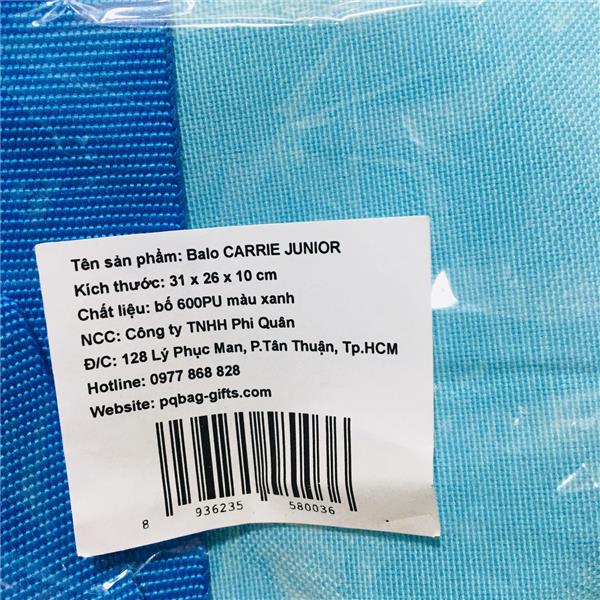 Tên sản phẩm: Balo CARRIE JUNIOR
Kích thước: 31 x 26 x 10 cm
Chất liệu: bố 600PU màu xanh
NCC: Công ty TNHH Phi Quân
Đ/C: 128 Lý Phục Man, P.Tân Thuận, Tp.HCM
Hotline: 0977 868 828
Website: pqbag-gifts.com
8 936235 580036